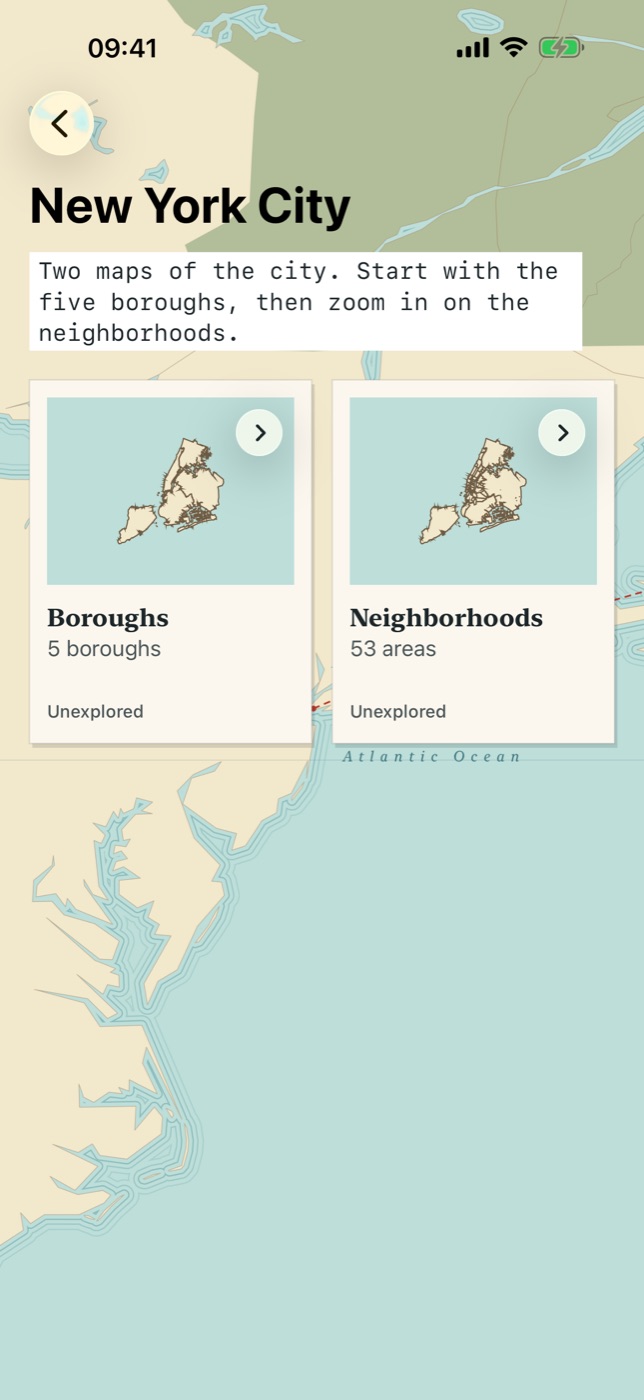 09:41
New York City
Two maps of the city. Start with the
five boroughs, then zoom in on the
neighborhoods.
Boroughs
5 boroughs
Unexplored
Neighborhoods
53 areas
Unexplored
Atlantic Ocean